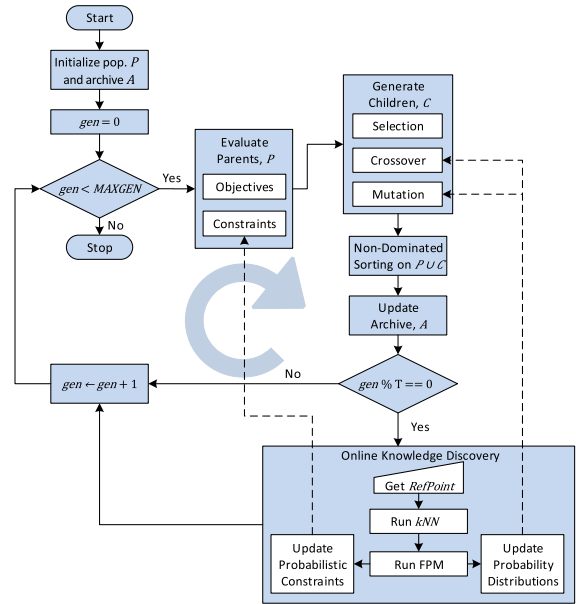 Start
Initialize pop. P
and archive A
gen = 0
gen < MAXGEN
Yes
No
Stop
Evaluate
Parents, P
Objectives
Constraints
Generate
Children, C
Selection
Crossover
Mutation
Non-Dominated
Sorting on P ∪ C
Update
Archive, A
gen % T == 0
No
Yes
gen ← gen + 1
Online Knowledge Discovery
Get RefPoint
Run kNN
Run FPM
Update
Probabilistic
Constraints
Update
Probability
Distributions